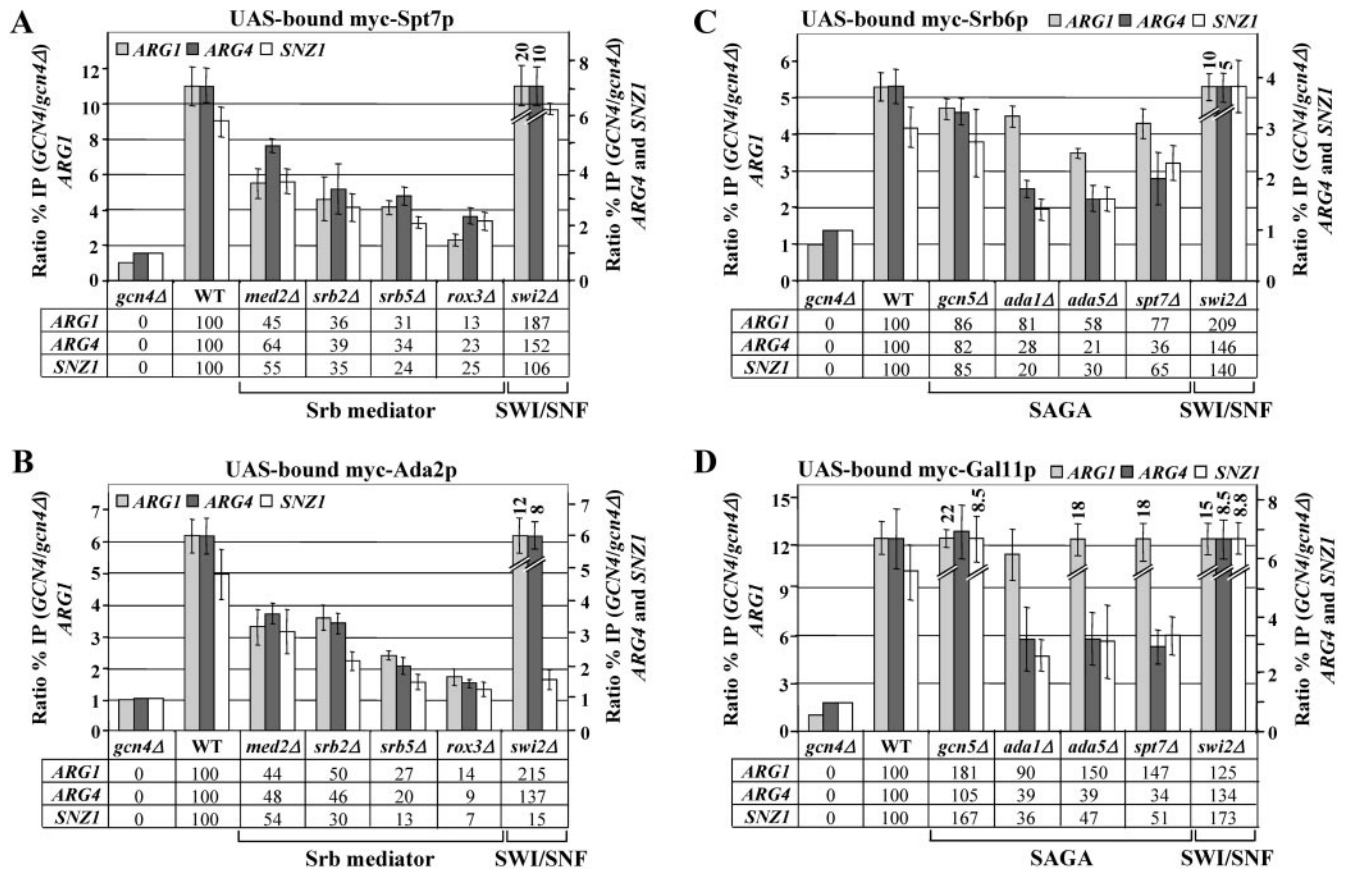 A
UAS-bound myc-Spt7p
ARG1 ARG4 SNZ1
Ratio % IP (GCN4/gcn4Δ)
ARG1
12
10
8
6
4
2
0
20
10
8
6
4
2
0
Ratio % IP (GCN4/gcn4Δ)
ARG4 and SNZ1
gcn4Δ WT med2Δ srb2Δ srb5Δ rox3Δ swi2Δ
ARG1 0 100 45 36 31 13 187
ARG4 0 100 64 39 34 23 152
SNZ1 0 100 55 35 24 25 106
Srb mediator SWI/SNF
B
UAS-bound myc-Ada2p
ARG1 ARG4 SNZ1
Ratio % IP (GCN4/gcn4Δ)
ARG1
7
6
5
4
3
2
1
0
12
8
7
6
5
4
3
2
1
0
Ratio % IP (GCN4/gcn4Δ)
ARG4 and SNZ1
gcn4Δ WT med2Δ srb2Δ srb5Δ rox3Δ swi2Δ
ARG1 0 100 44 50 27 14 215
ARG4 0 100 48 46 20 9 137
SNZ1 0 100 54 30 13 7 15
Srb mediator SWI/SNF
C
UAS-bound myc-Srb6p
ARG1 ARG4 SNZ1
Ratio % IP (GCN4/gcn4Δ)
ARG1
6
5
4
3
2
1
0
10
5
4
3
2
1
0
Ratio % IP (GCN4/gcn4Δ)
ARG4 and SNZ1
gcn4Δ WT gcn5Δ ada1Δ ada5Δ spt7Δ swi2Δ
ARG1 0 100 86 81 58 77 209
ARG4 0 100 82 28 21 36 146
SNZ1 0 100 85 20 30 65 140
SAGA SWI/SNF
D
UAS-bound myc-Gal11p
ARG1 ARG4 SNZ1
Ratio % IP (GCN4/gcn4Δ)
ARG1
15
12
9
6
3
0
22
8.5
18
18
15
8.5
8.8
8
6
4
2
0
Ratio % IP (GCN4/gcn4Δ)
ARG4 and SNZ1
gcn4Δ WT gcn5Δ ada1Δ ada5Δ spt7Δ swi2Δ
ARG1 0 100 181 90 150 147 125
ARG4 0 100 105 39 39 34 134
SNZ1 0 100 167 36 47 51 173
SAGA SWI/SNF